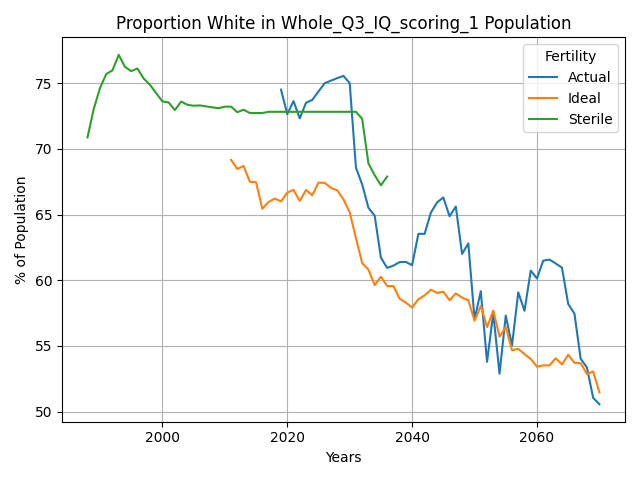 Proportion White in Whole_Q3_IQ_scoring_1 Population
Fertility
Actual
Ideal
Sterile
% of Population
75
70
65
60
55
50
2000
2020
2040
2060
Years